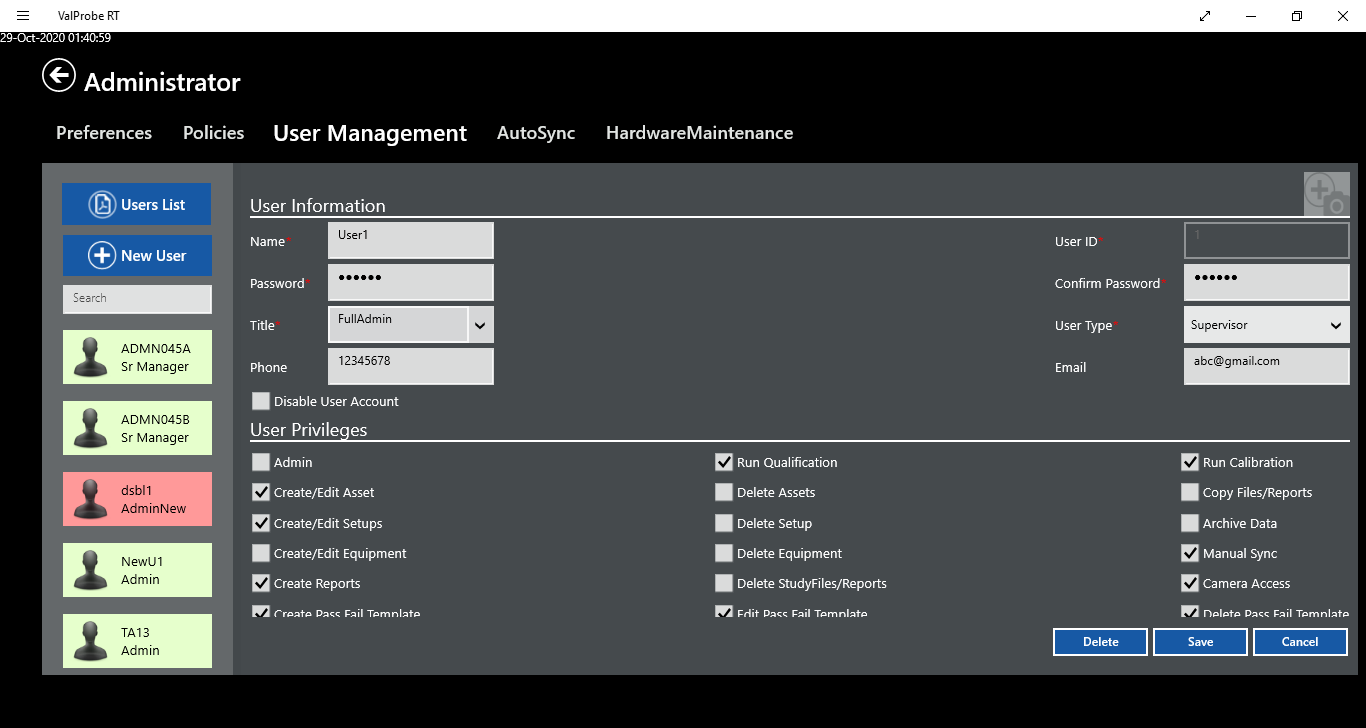 ValProbe RT
29-Oct-2020 01:40:59
Administrator
Preferences Policies User Management AutoSync HardwareMaintenance
Users List
New User
Search
ADMN045A
Sr Manager
ADMN045B
Sr Manager
dsbl1
AdminNew
NewU1
Admin
TA13
Admin
User Information
Name* User1 User ID* 1
Password* •••••• Confirm Password* ••••••
Title* FullAdmin User Type* Supervisor
Phone 12345678 Email abc@gmail.com
Disable User Account
User Privileges
Admin Run Qualification Run Calibration
Create/Edit Asset Delete Assets Copy Files/Reports
Create/Edit Setups Delete Setup Archive Data
Create/Edit Equipment Delete Equipment Manual Sync
Create Reports Delete StudyFiles/Reports Camera Access
Create Pass Fail Template Edit Pass Fail Template Delete Pass Fail Template
Delete Save Cancel